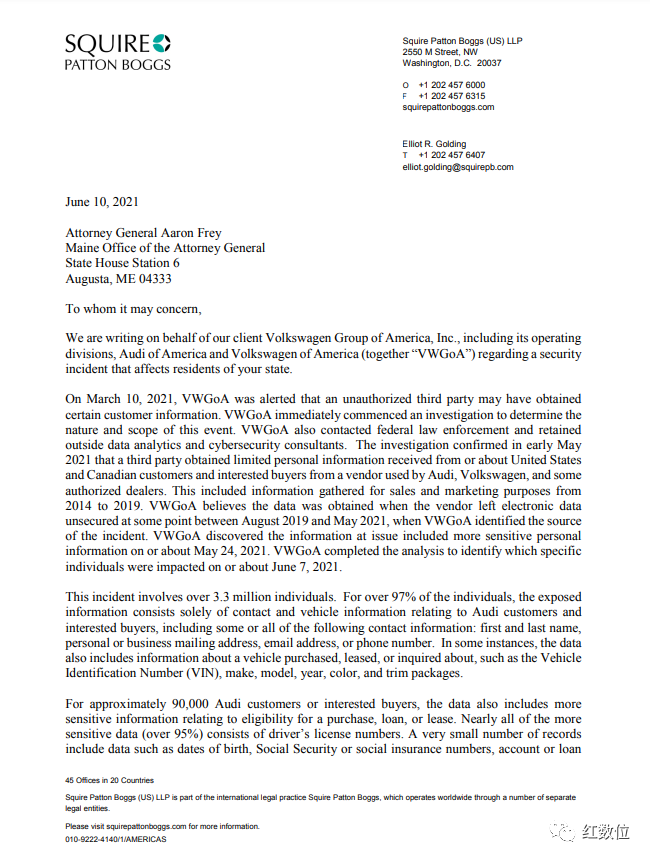 SQUIRE
PATTON BOGGS
Squire Patton Boggs (US) LLP
2550 M Street, NW
Washington, D.C. 20037
O +1 202 457 6000
F +1 202 457 6315
squirepattonboggs.com
Elliot R. Golding
T +1 202 457 6407
elliot.golding@squirepb.com
June 10, 2021
Attorney General Aaron Frey
Maine Office of the Attorney General
State House Station 6
Augusta, ME 04333
To whom it may concern,
We are writing on behalf of our client Volkswagen Group of America, Inc., including its operating
divisions, Audi of America and Volkswagen of America (together “VWGoA”) regarding a security
incident that affects residents of your state.
On March 10, 2021, VWGoA was alerted that an unauthorized third party may have obtained
certain customer information. VWGoA immediately commenced an investigation to determine the
nature and scope of this event. VWGoA also contacted federal law enforcement and retained
outside data analytics and cybersecurity consultants. The investigation confirmed in early May
2021 that a third party obtained limited personal information received from or about United States
and Canadian customers and interested buyers from a vendor used by Audi, Volkswagen, and some
authorized dealers. This included information gathered for sales and marketing purposes from
2014 to 2019. VWGoA believes the data was obtained when the vendor left electronic data
unsecured at some point between August 2019 and May 2021, when VWGoA identified the source
of the incident. VWGoA discovered the information at issue included more sensitive personal
information on or about May 24, 2021. VWGoA completed the analysis to identify which specific
individuals were impacted on or about June 7, 2021.
This incident involves over 3.3 million individuals. For over 97% of the individuals, the exposed
information consists solely of contact and vehicle information relating to Audi customers and
interested buyers, including some or all of the following contact information: first and last name,
personal or business mailing address, email address, or phone number. In some instances, the data
also includes information about a vehicle purchased, leased, or inquired about, such as the Vehicle
Identification Number (VIN), make, model, year, color, and trim packages.
For approximately 90,000 Audi customers or interested buyers, the data also includes more
sensitive information relating to eligibility for a purchase, loan, or lease. Nearly all of the more
sensitive data (over 95%) consists of driver’s license numbers. A very small number of records
include data such as dates of birth, Social Security or social insurance numbers, account or loan
45 Offices in 20 Countries
Squire Patton Boggs (US) LLP is part of the international legal practice Squire Patton Boggs, which operates worldwide through a number of separate
legal entities.
Please visit squirepattonboggs.com for more information.
010-9222-4140/1/AMERICAS
红数位